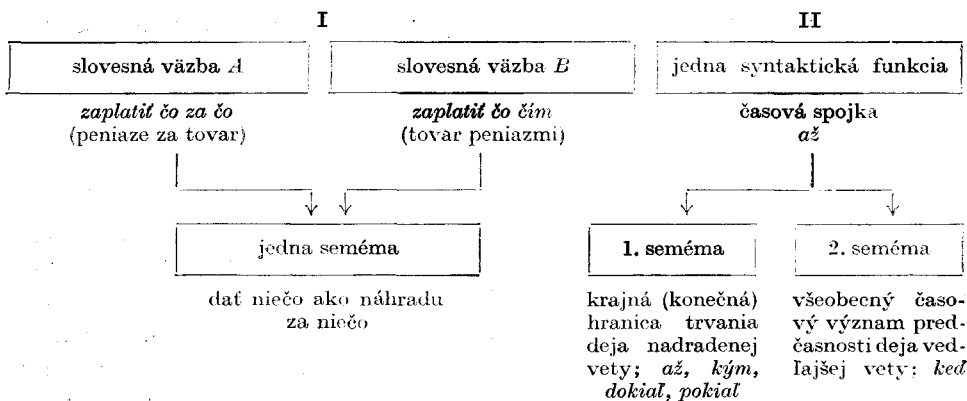 I II
slovesná väzba A slovesná väzba B jedna syntaktická funkcia
zaplatiť čo za čo zaplatiť čo čím časová spojka
(peniaze za tovar) (tovar peniazmi) až
jedna seméma 1. seméma 2. seméma
dať niečo ako náhradu
za niečo
krajná (konečná)
hranica trvania
deja nadradenej
vety; až, kým,
dokiaľ, pokiaľ
všeobecný časo-
vý význam pred-
časnosti deja ved-
ľajšej vety: keď